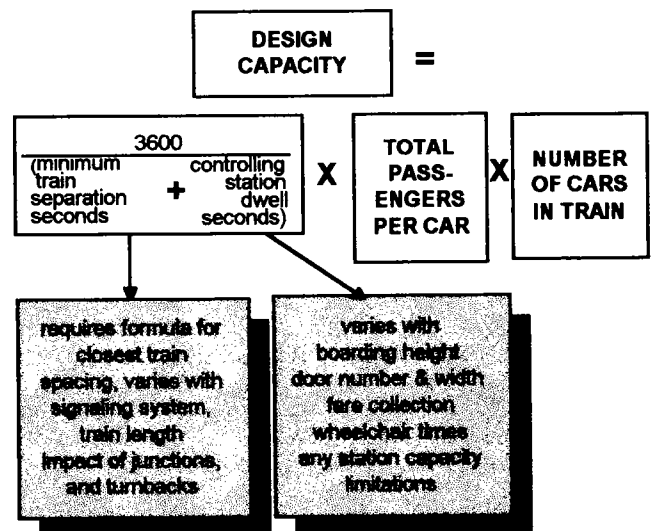 DESIGN
CAPACITY
=
3600
(minimum
train
separation
seconds
+
controlling
station
dwell
seconds)
X
TOTAL
PASS-
ENGERS
PER CAR
X
NUMBER
OF CARS
IN TRAIN
requires formula for
closest train
spacing, varies with
signaling system,
train length
impact of junctions,
and turnbacks
varies with
boarding height
door number & width
fare collection
wheelchair times
any station capacity
limitations